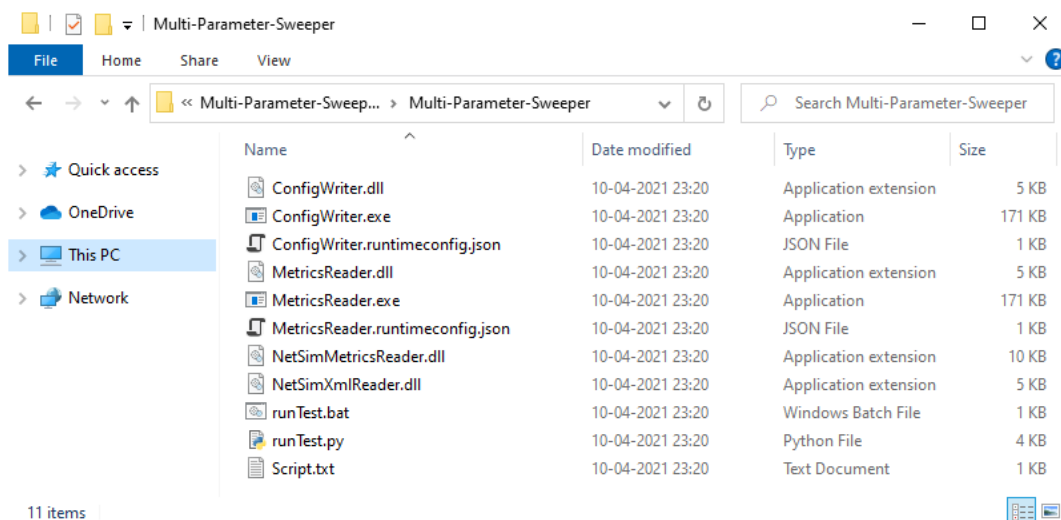 Multi-Parameter-Sweeper
File Home Share View
« Multi-Parameter-Sweep... › Multi-Parameter-Sweeper Search Multi-Parameter-Sweeper
Name Date modified Type Size
Quick access
OneDrive
This PC
Network
ConfigWriter.dll 10-04-2021 23:20 Application extension 5 KB
ConfigWriter.exe 10-04-2021 23:20 Application 171 KB
ConfigWriter.runtimeconfig.json 10-04-2021 23:20 JSON File 1 KB
MetricsReader.dll 10-04-2021 23:20 Application extension 5 KB
MetricsReader.exe 10-04-2021 23:20 Application 171 KB
MetricsReader.runtimeconfig.json 10-04-2021 23:20 JSON File 1 KB
NetSimMetricsReader.dll 10-04-2021 23:20 Application extension 10 KB
NetSimXmlReader.dll 10-04-2021 23:20 Application extension 5 KB
runTest.bat 10-04-2021 23:20 Windows Batch File 1 KB
runTest.py 10-04-2021 23:20 Python File 4 KB
Script.txt 10-04-2021 23:20 Text Document 1 KB
11 items